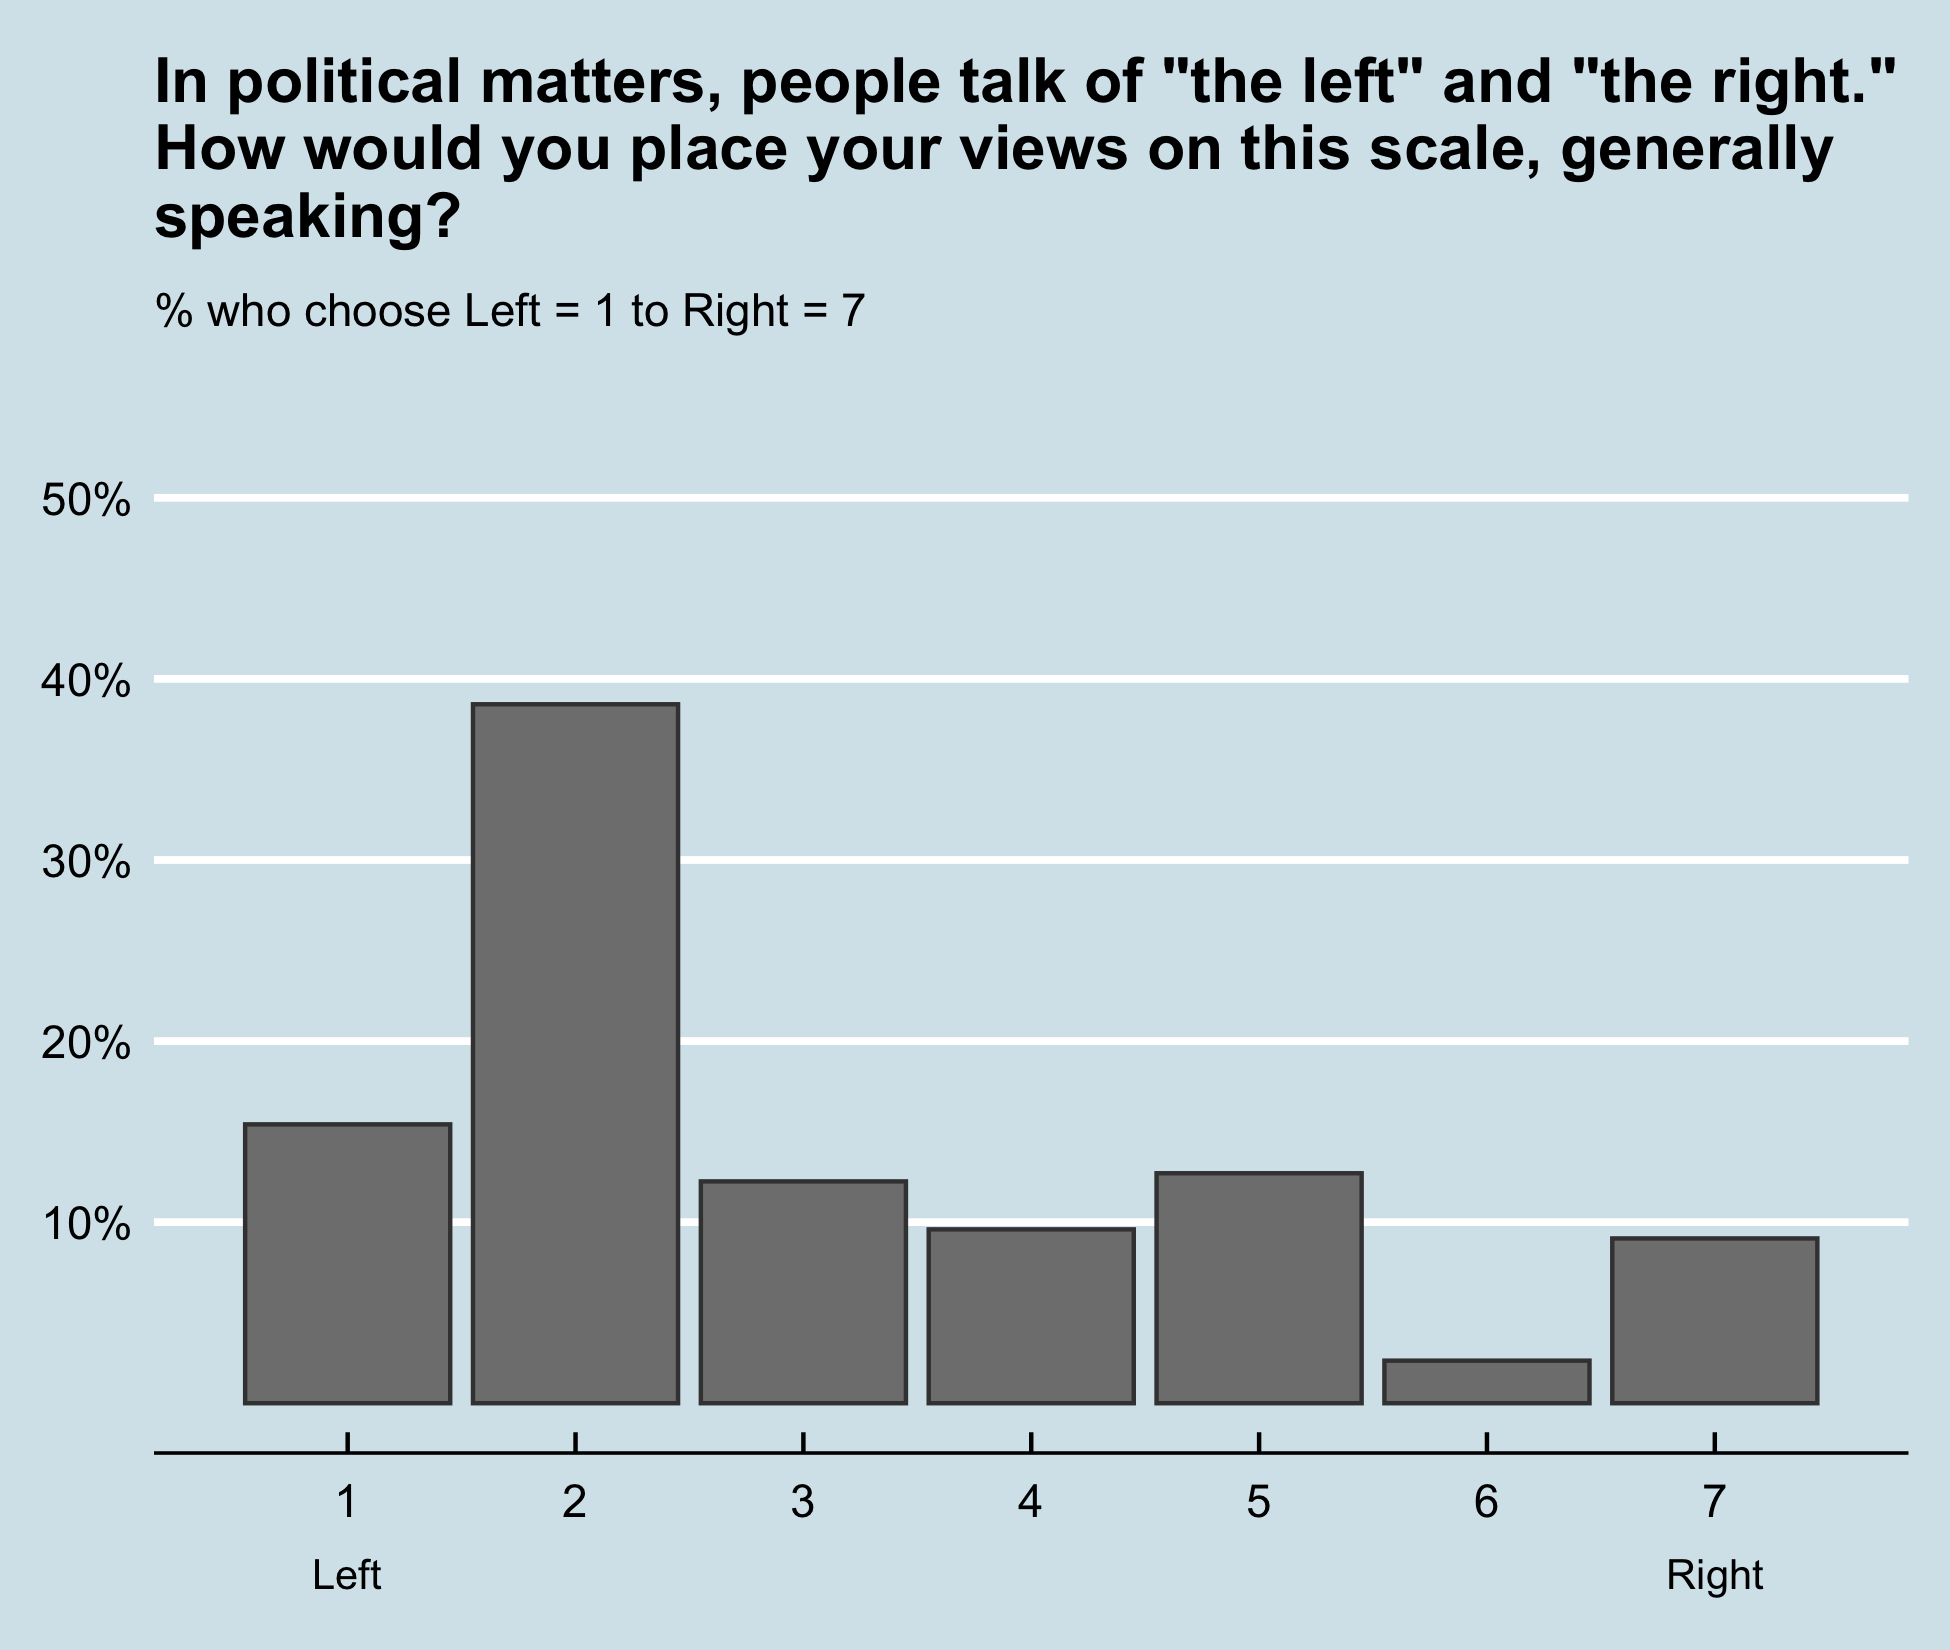 In political matters, people talk of "the left" and "the right."
How would you place your views on this scale, generally
speaking?
% who choose Left = 1 to Right = 7
50%
40%
30%
20%
10%
1 2 3 4 5 6 7
Left Right